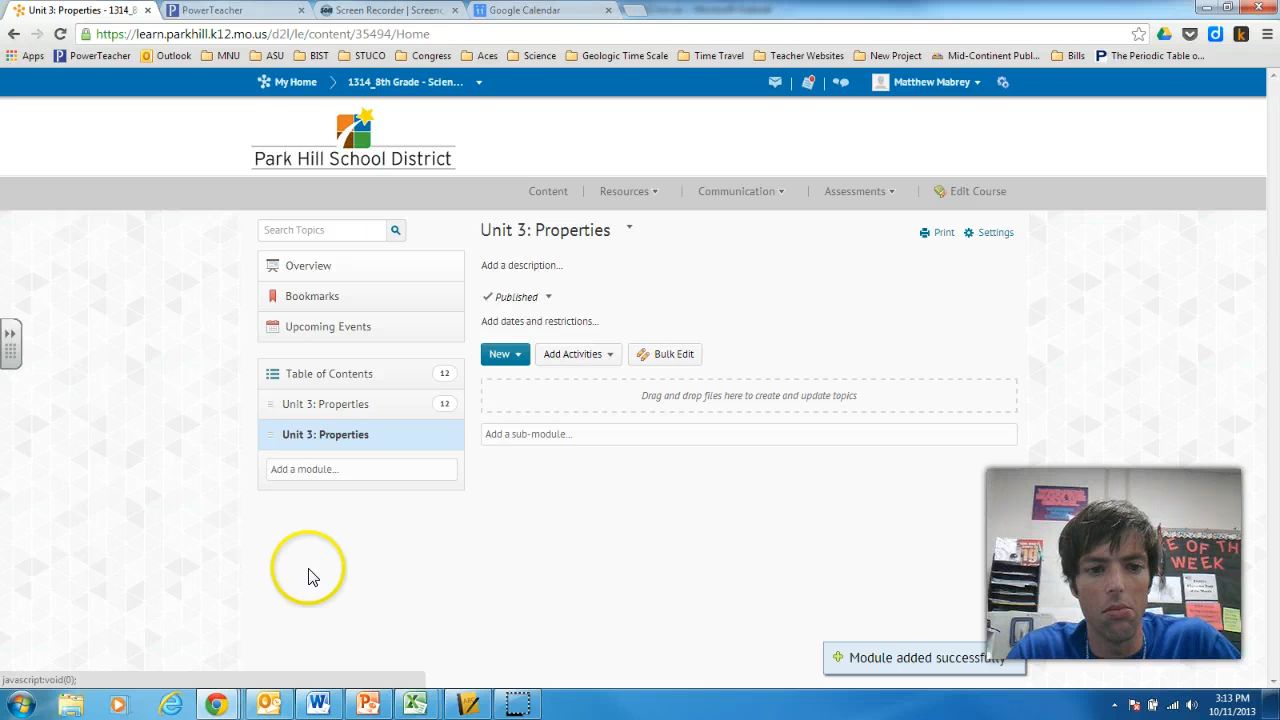 Unit 3: Properties - 1314_8
PowerTeacher
Screen Recorder | Screenc
Google Calendar
https://learn.parkhill.k12.mo.us/d2l/le/content/35494/Home
Apps PowerTeacher Outlook MNU ASU BIST STUCO Congress Aces Science Geologic Time Scale Time Travel Teacher Websites New Project Mid-Continent Publ... Bills The Periodic Table o...
My Home 1314_8th Grade - Scien... Matthew Mabrey
Park Hill School District
Content Resources Communication Assessments Edit Course
Search Topics
Unit 3: Properties
Print Settings
Overview
Add a description...
Bookmarks
Published
Upcoming Events
Add dates and restrictions...
New Add Activities Bulk Edit
Table of Contents 12
Drag and drop files here to create and update topics
Unit 3: Properties 12
Unit 3: Properties
Add a sub-module...
Add a module...
E OF THE
WEEK
Module added successfully
javascript:void(0);
3:13 PM
10/11/2013